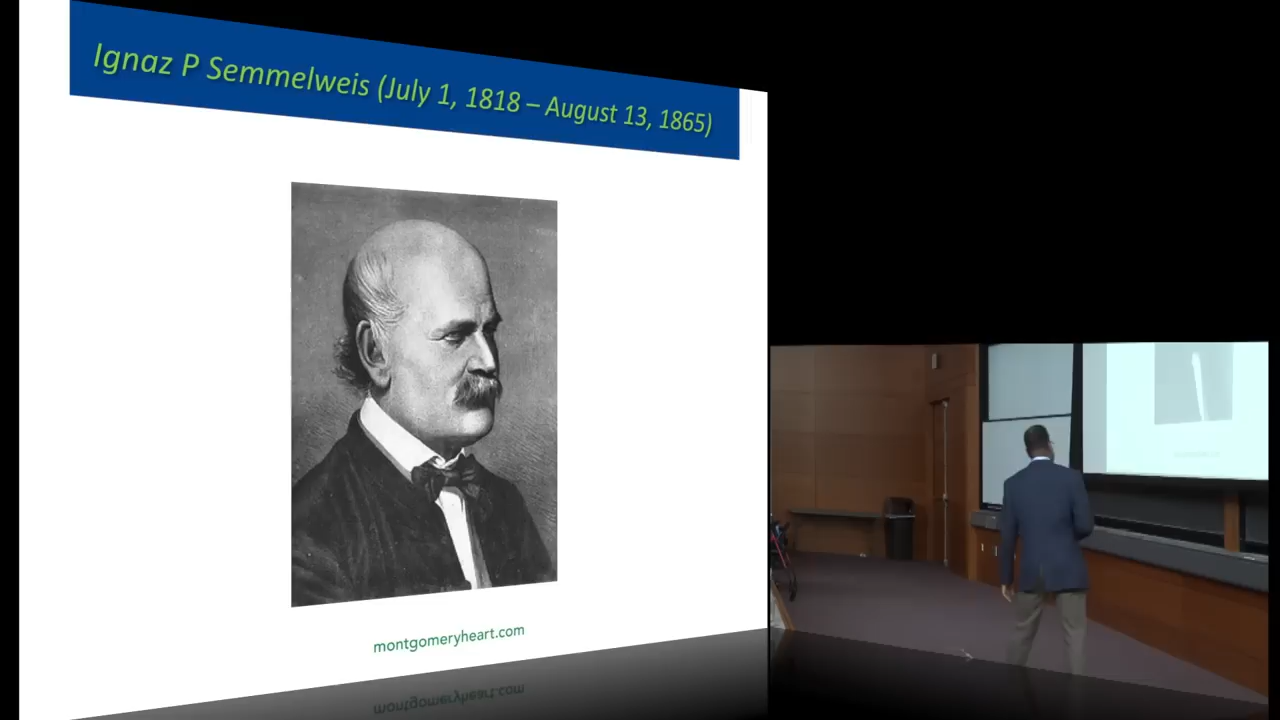 Ignaz P Semmelweis (July 1, 1818 – August 13, 1865)
montgomeryheart.com